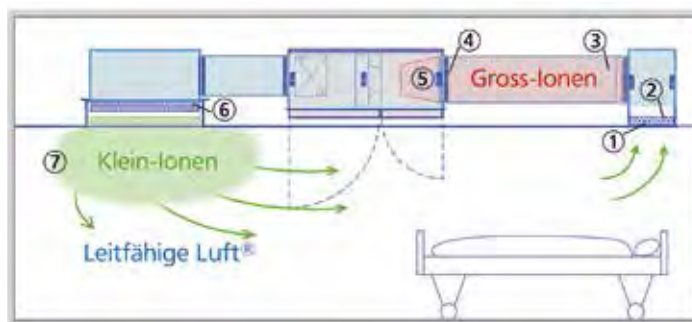 ④
③
⑤
Gross-Ionen
②
⑥
①
⑦
Klein-Ionen
Leitfähige Luft®